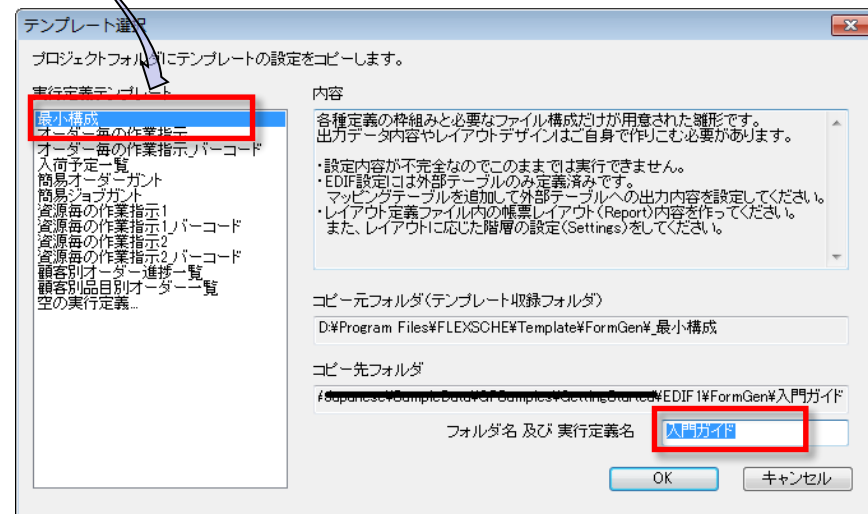 テンプレート選択
プロジェクトフォルダにテンプレートの設定をコピーします。
実行定義テンプレート
最小構成
オーダー毎の作業指示
オーダー毎の作業指示_バーコード
入荷予定一覧
簡易オーダーガント
簡易ジョブガント
資源毎の作業指示1
資源毎の作業指示1_バーコード
資源毎の作業指示2
資源毎の作業指示2_バーコード
顧客別オーダー進捗一覧
顧客別品目別オーダー一覧
空の実行定義...
内容
各種定義の枠組みと必要なファイル構成だけが用意された雛形です。
出力データ内容やレイアウトデザインはご自身で作りこむ必要があります。
・設定内容が不完全なのでこのままでは実行できません。
・EDIF設定には外部テーブルのみ定義済みです。
マッピングテーブルを追加して外部テーブルへの出力内容を設定してください。
・レイアウト定義ファイル内の帳票レイアウト(Report)内容を作ってください。
また、レイアウトに応じた階層の設定(Settings)をしてください。
コピー元フォルダ(テンプレート収録フォルダ)
D:¥Program Files¥FLEXSCHE¥Template¥FormGen¥_最小構成
コピー先フォルダ
¥EDIF1¥FormGen¥入門ガイド
フォルダ名 及び 実行定義名 入門ガイド
OK キャンセル